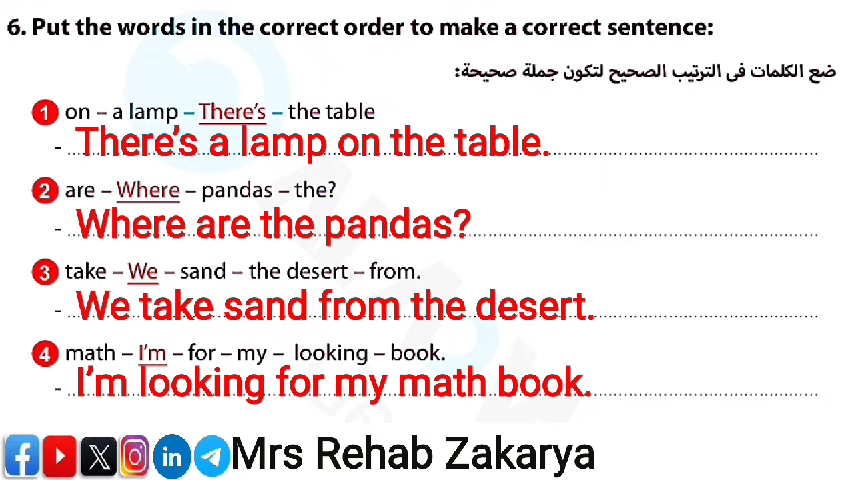 6. Put the words in the correct order to make a correct sentence:
ضع الكلمات فى الترتيب الصحيح لتكون جملة صحيحة:
1 on – a lamp – There's – the table
- There's a lamp on the table.
2 are – Where – pandas – the?
- Where are the pandas?
3 take – We – sand – the desert – from.
- We take sand from the desert.
4 math – I'm – for – my – looking – book.
- I'm looking for my math book.
Mrs Rehab Zakarya